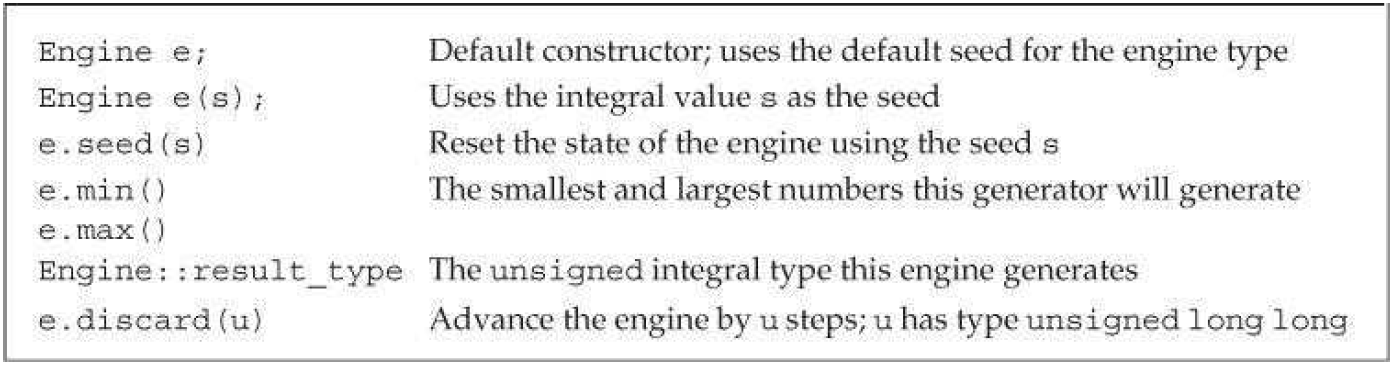 Engine e; Default constructor; uses the default seed for the engine type
Engine e(s); Uses the integral value s as the seed
e.seed(s) Reset the state of the engine using the seed s
e.min() The smallest and largest numbers this generator will generate
e.max()
Engine::result_type The unsigned integral type this engine generates
e.discard(u) Advance the engine by u steps; u has type unsigned long long